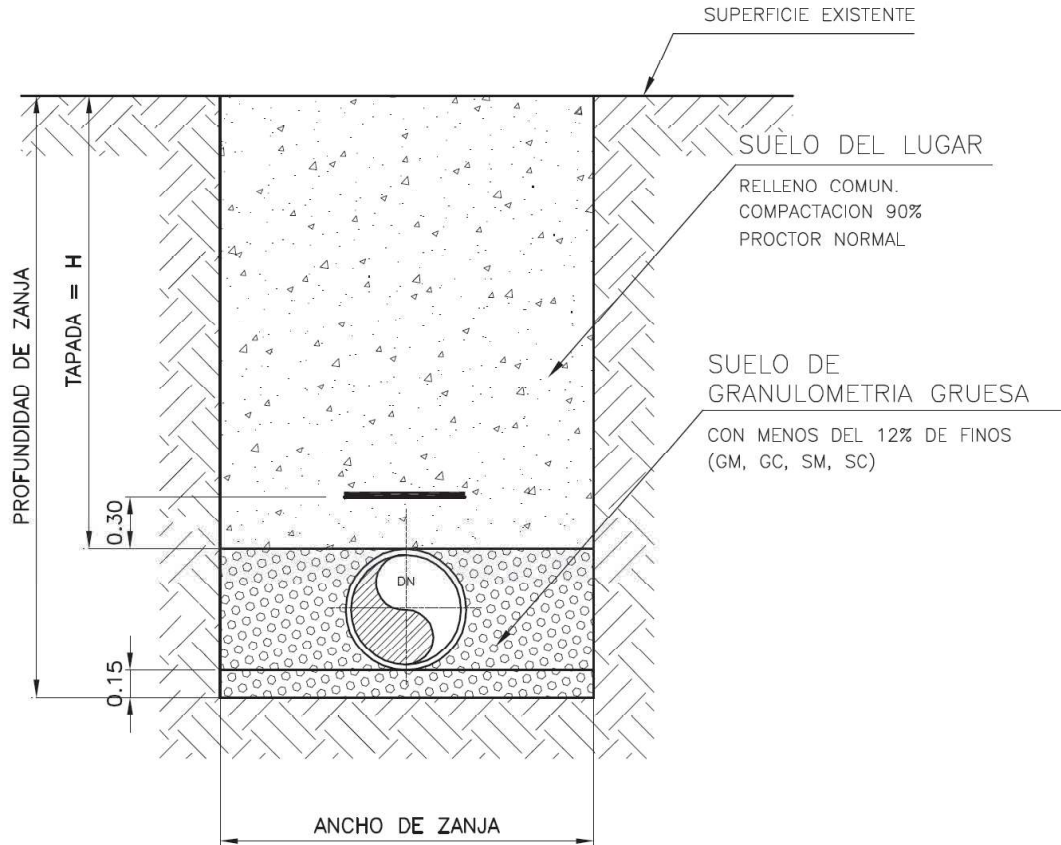 SUPERFICIE EXISTENTE
SUELO DEL LUGAR
RELLENO COMUN.
COMPACTACION 90%
PROCTOR NORMAL
SUELO DE
GRANULOMETRIA GRUESA
CON MENOS DEL 12% DE FINOS
(GM, GC, SM, SC)
PROFUNDIDAD DE ZANJA
TAPADA = H
0.30
DN
0.15
ANCHO DE ZANJA